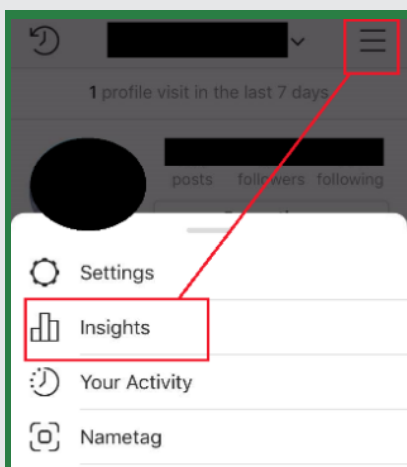 1 profile visit in the last 7 days
posts followers following
Settings
Insights
Your Activity
Nametag